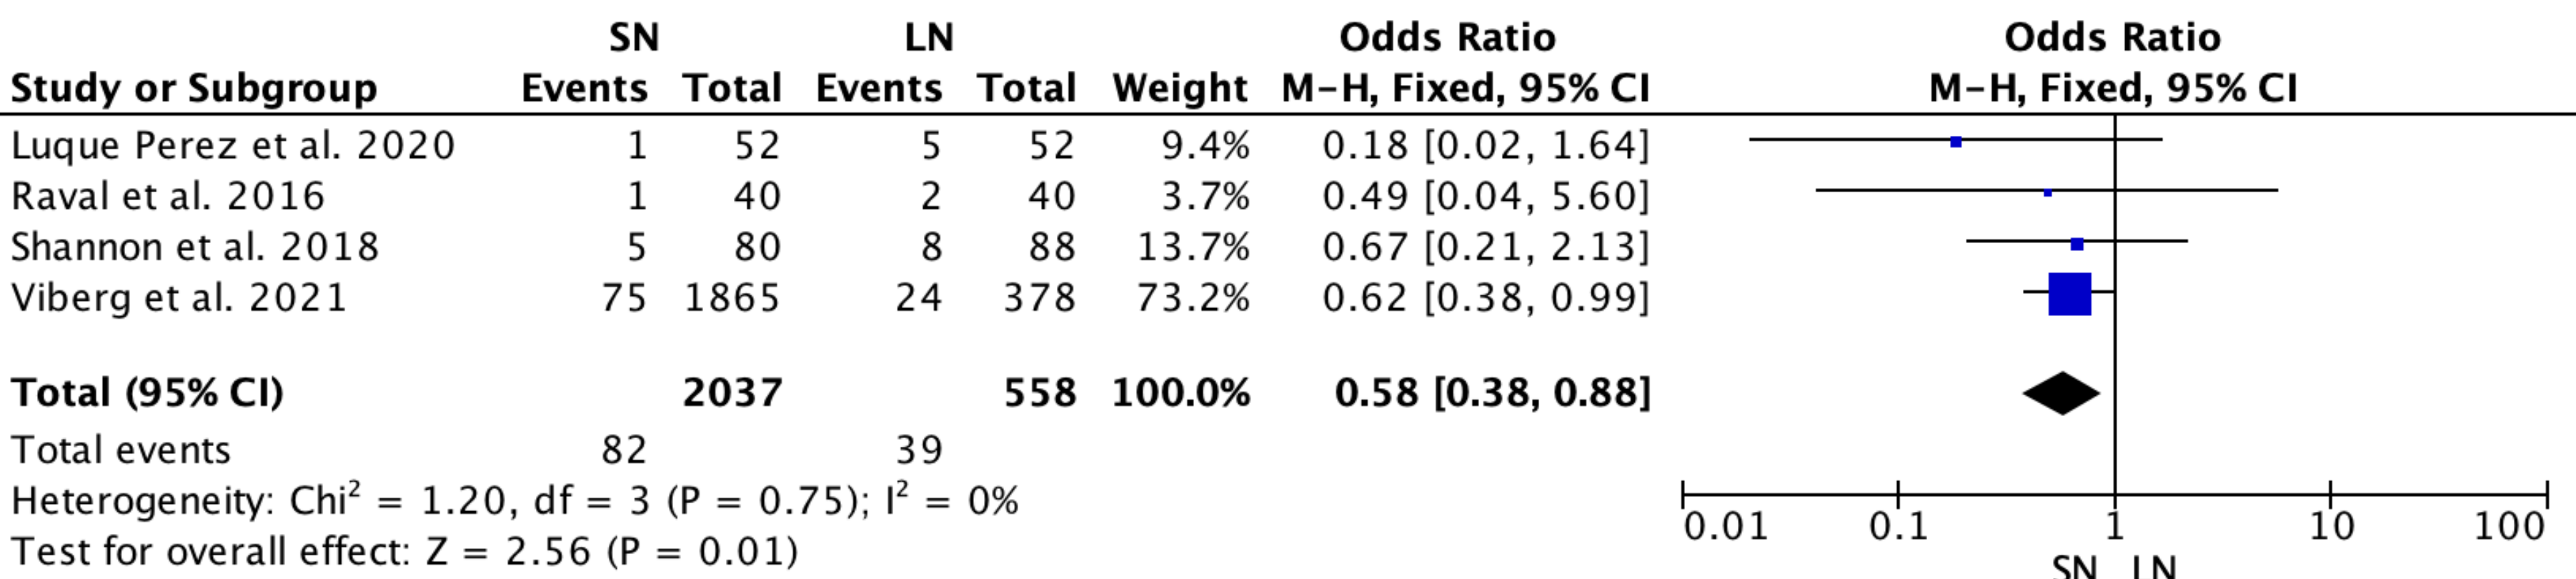 SN LN Odds Ratio Odds Ratio
Study or Subgroup Events Total Events Total Weight M-H, Fixed, 95% CI M-H, Fixed, 95% CI
Luque Perez et al. 2020 1 52 5 52 9.4% 0.18 [0.02, 1.64]
Raval et al. 2016 1 40 2 40 3.7% 0.49 [0.04, 5.60]
Shannon et al. 2018 5 80 8 88 13.7% 0.67 [0.21, 2.13]
Viberg et al. 2021 75 1865 24 378 73.2% 0.62 [0.38, 0.99]
Total (95% CI) 2037 558 100.0% 0.58 [0.38, 0.88]
Total events 82 39
Heterogeneity: Chi² = 1.20, df = 3 (P = 0.75); I² = 0%
Test for overall effect: Z = 2.56 (P = 0.01)
0.01 0.1 1 10 100
SN LN